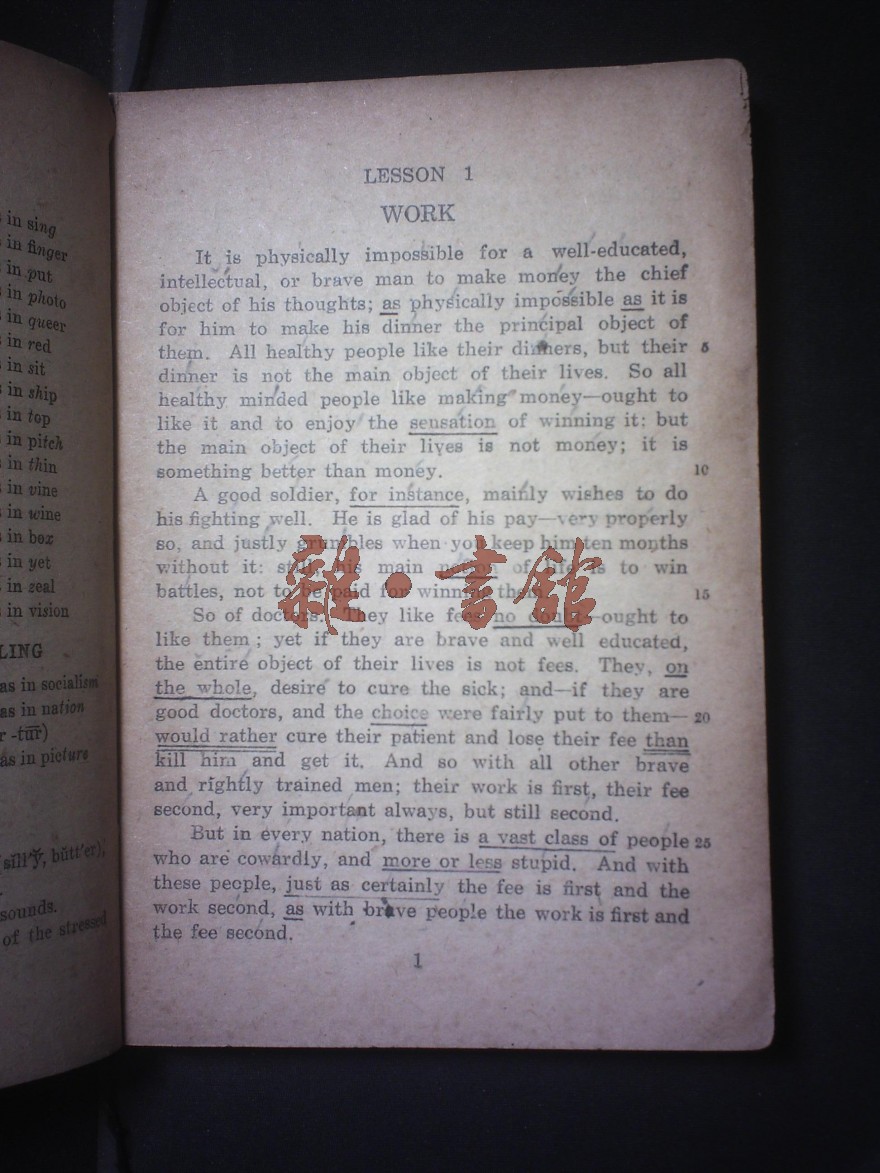 in sing
in finger
in put
in photo
in queer
in red
in sit
in ship
in top
in pitch
in thin
in vine
in wine
in box
in yet
in zeal
in vision
LING
as in socialism
as in nation
r -tūr)
as in picture
sĭll'ў, bŭtt'er),
sounds.
of the stressed
LESSON 1
WORK
It is physically impossible for a well-educated,
intellectual, or brave man to make money the chief
object of his thoughts; as physically impossible as it is
for him to make his dinner the principal object of
them. All healthy people like their dinners, but their 5
dinner is not the main object of their lives. So all
healthy minded people like making money—ought to
like it and to enjoy the sensation of winning it: but
the main object of their lives is not money; it is
something better than money. 10
A good soldier, for instance, mainly wishes to do
his fighting well. He is glad of his pay—very properly
so, and justly grumbles when you keep him ten months
without it: still, his main notion of life is to win
battles, not to be paid for winning them. 15
So of doctors. They like fees no doubt—ought to
like them ; yet if they are brave and well educated,
the entire object of their lives is not fees. They, on
the whole, desire to cure the sick; and—if they are
good doctors, and the choice were fairly put to them— 20
would rather cure their patient and lose their fee than
kill him and get it. And so with all other brave
and rightly trained men; their work is first, their fee
second, very important always, but still second.
But in every nation, there is a vast class of people 25
who are cowardly, and more or less stupid. And with
these people, just as certainly the fee is first and the
work second, as with brave people the work is first and
the fee second.
1
雜·書館